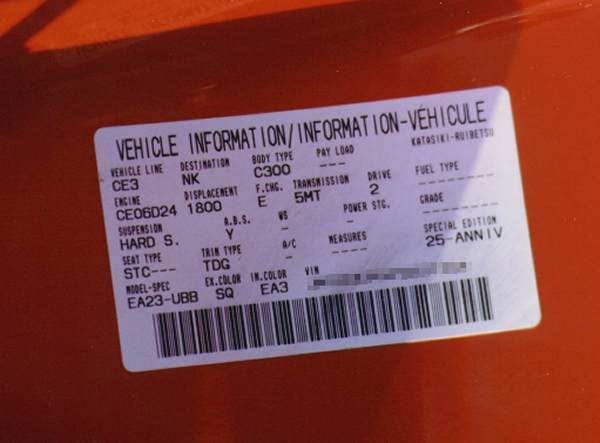 VEHICLE INFORMATION/INFORMATION-VÉHICULE
VEHICLE LINE DESTINATION BODY TYPE PAY LOAD KATASIKI-RUIBETSU
CE3 NK C300 ----
ENGINE DISPLACEMENT F.CHG. TRANSMISSION DRIVE FUEL TYPE
CE06D24 1800 E 5MT 2 ----
SUSPENSION A.B.S. WS POWER STG. GRADE
HARD S. Y - ---- ----
SEAT TYPE TRIM TYPE A/C MEASURES SPECIAL EDITION
STC--- TDG -- ---- 25-ANNIV
MODEL-SPEC EX.COLOR IN.COLOR VIN
EA23-UBB SQ EA3